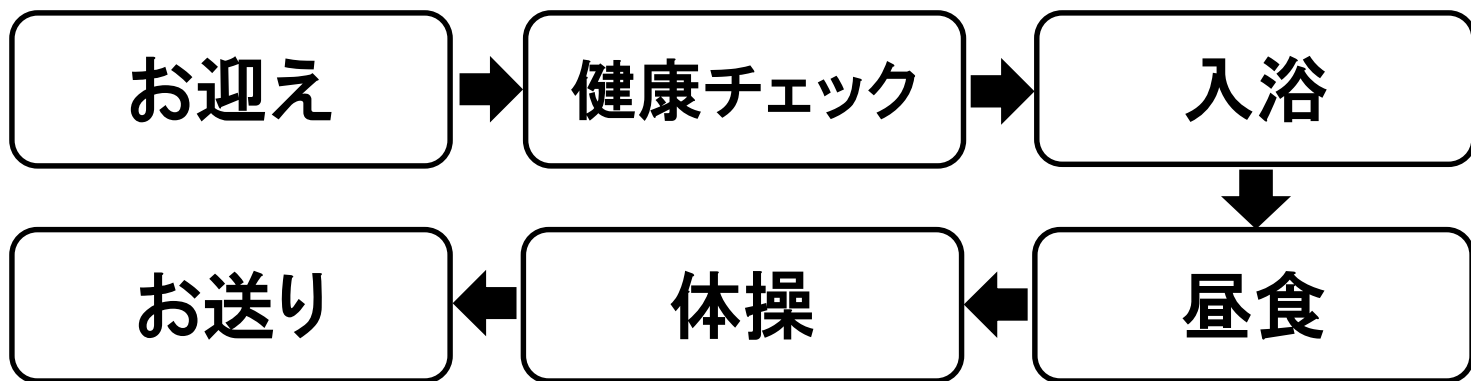 お迎え
健康チェック
入浴
昼食
体操
お送り